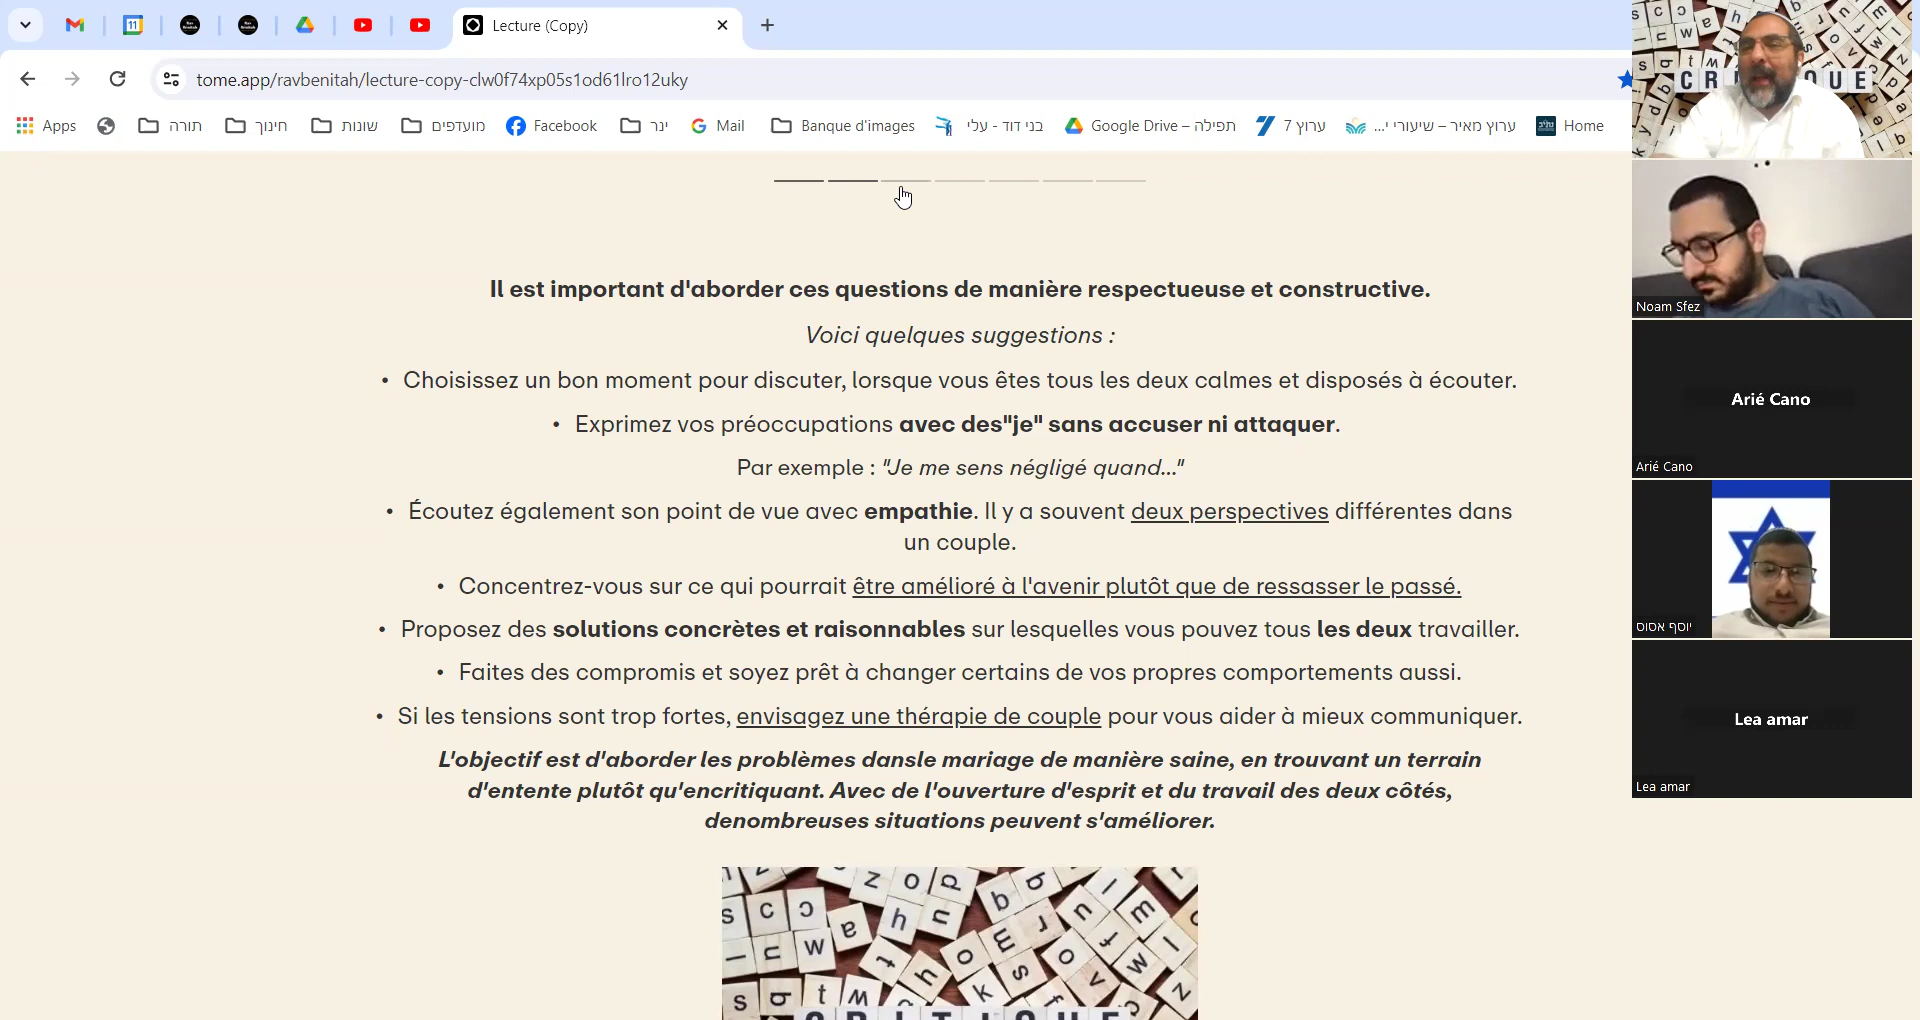 Lecture (Copy)
tome.app/ravbenitah/lecture-copy-clw0f74xp05s1od61lro12uky
Apps
תורה
חינוך
שונות
מועדפים
Facebook
ינר
Mail
Banque d'images
בני דוד - עלי
Google Drive – תפילה
ערוץ 7
ערוץ מאיר – שיעורי י...
Home
Il est important d'aborder ces questions de manière respectueuse et constructive.
Voici quelques suggestions :
• Choisissez un bon moment pour discuter, lorsque vous êtes tous les deux calmes et disposés à écouter.
• Exprimez vos préoccupations avec des"je" sans accuser ni attaquer.
Par exemple : "Je me sens négligé quand..."
• Écoutez également son point de vue avec empathie. Il y a souvent deux perspectives différentes dans
un couple.
• Concentrez-vous sur ce qui pourrait être amélioré à l'avenir plutôt que de ressasser le passé.
• Proposez des solutions concrètes et raisonnables sur lesquelles vous pouvez tous les deux travailler.
• Faites des compromis et soyez prêt à changer certains de vos propres comportements aussi.
• Si les tensions sont trop fortes, envisagez une thérapie de couple pour vous aider à mieux communiquer.
L'objectif est d'aborder les problèmes dansle mariage de manière saine, en trouvant un terrain
d'entente plutôt qu'encritiquant. Avec de l'ouverture d'esprit et du travail des deux côtés,
denombreuses situations peuvent s'améliorer.
CRITIQUE
Noam Sfez
Arié Cano
Arié Cano
יוסף אסוס
Lea amar
Lea amar